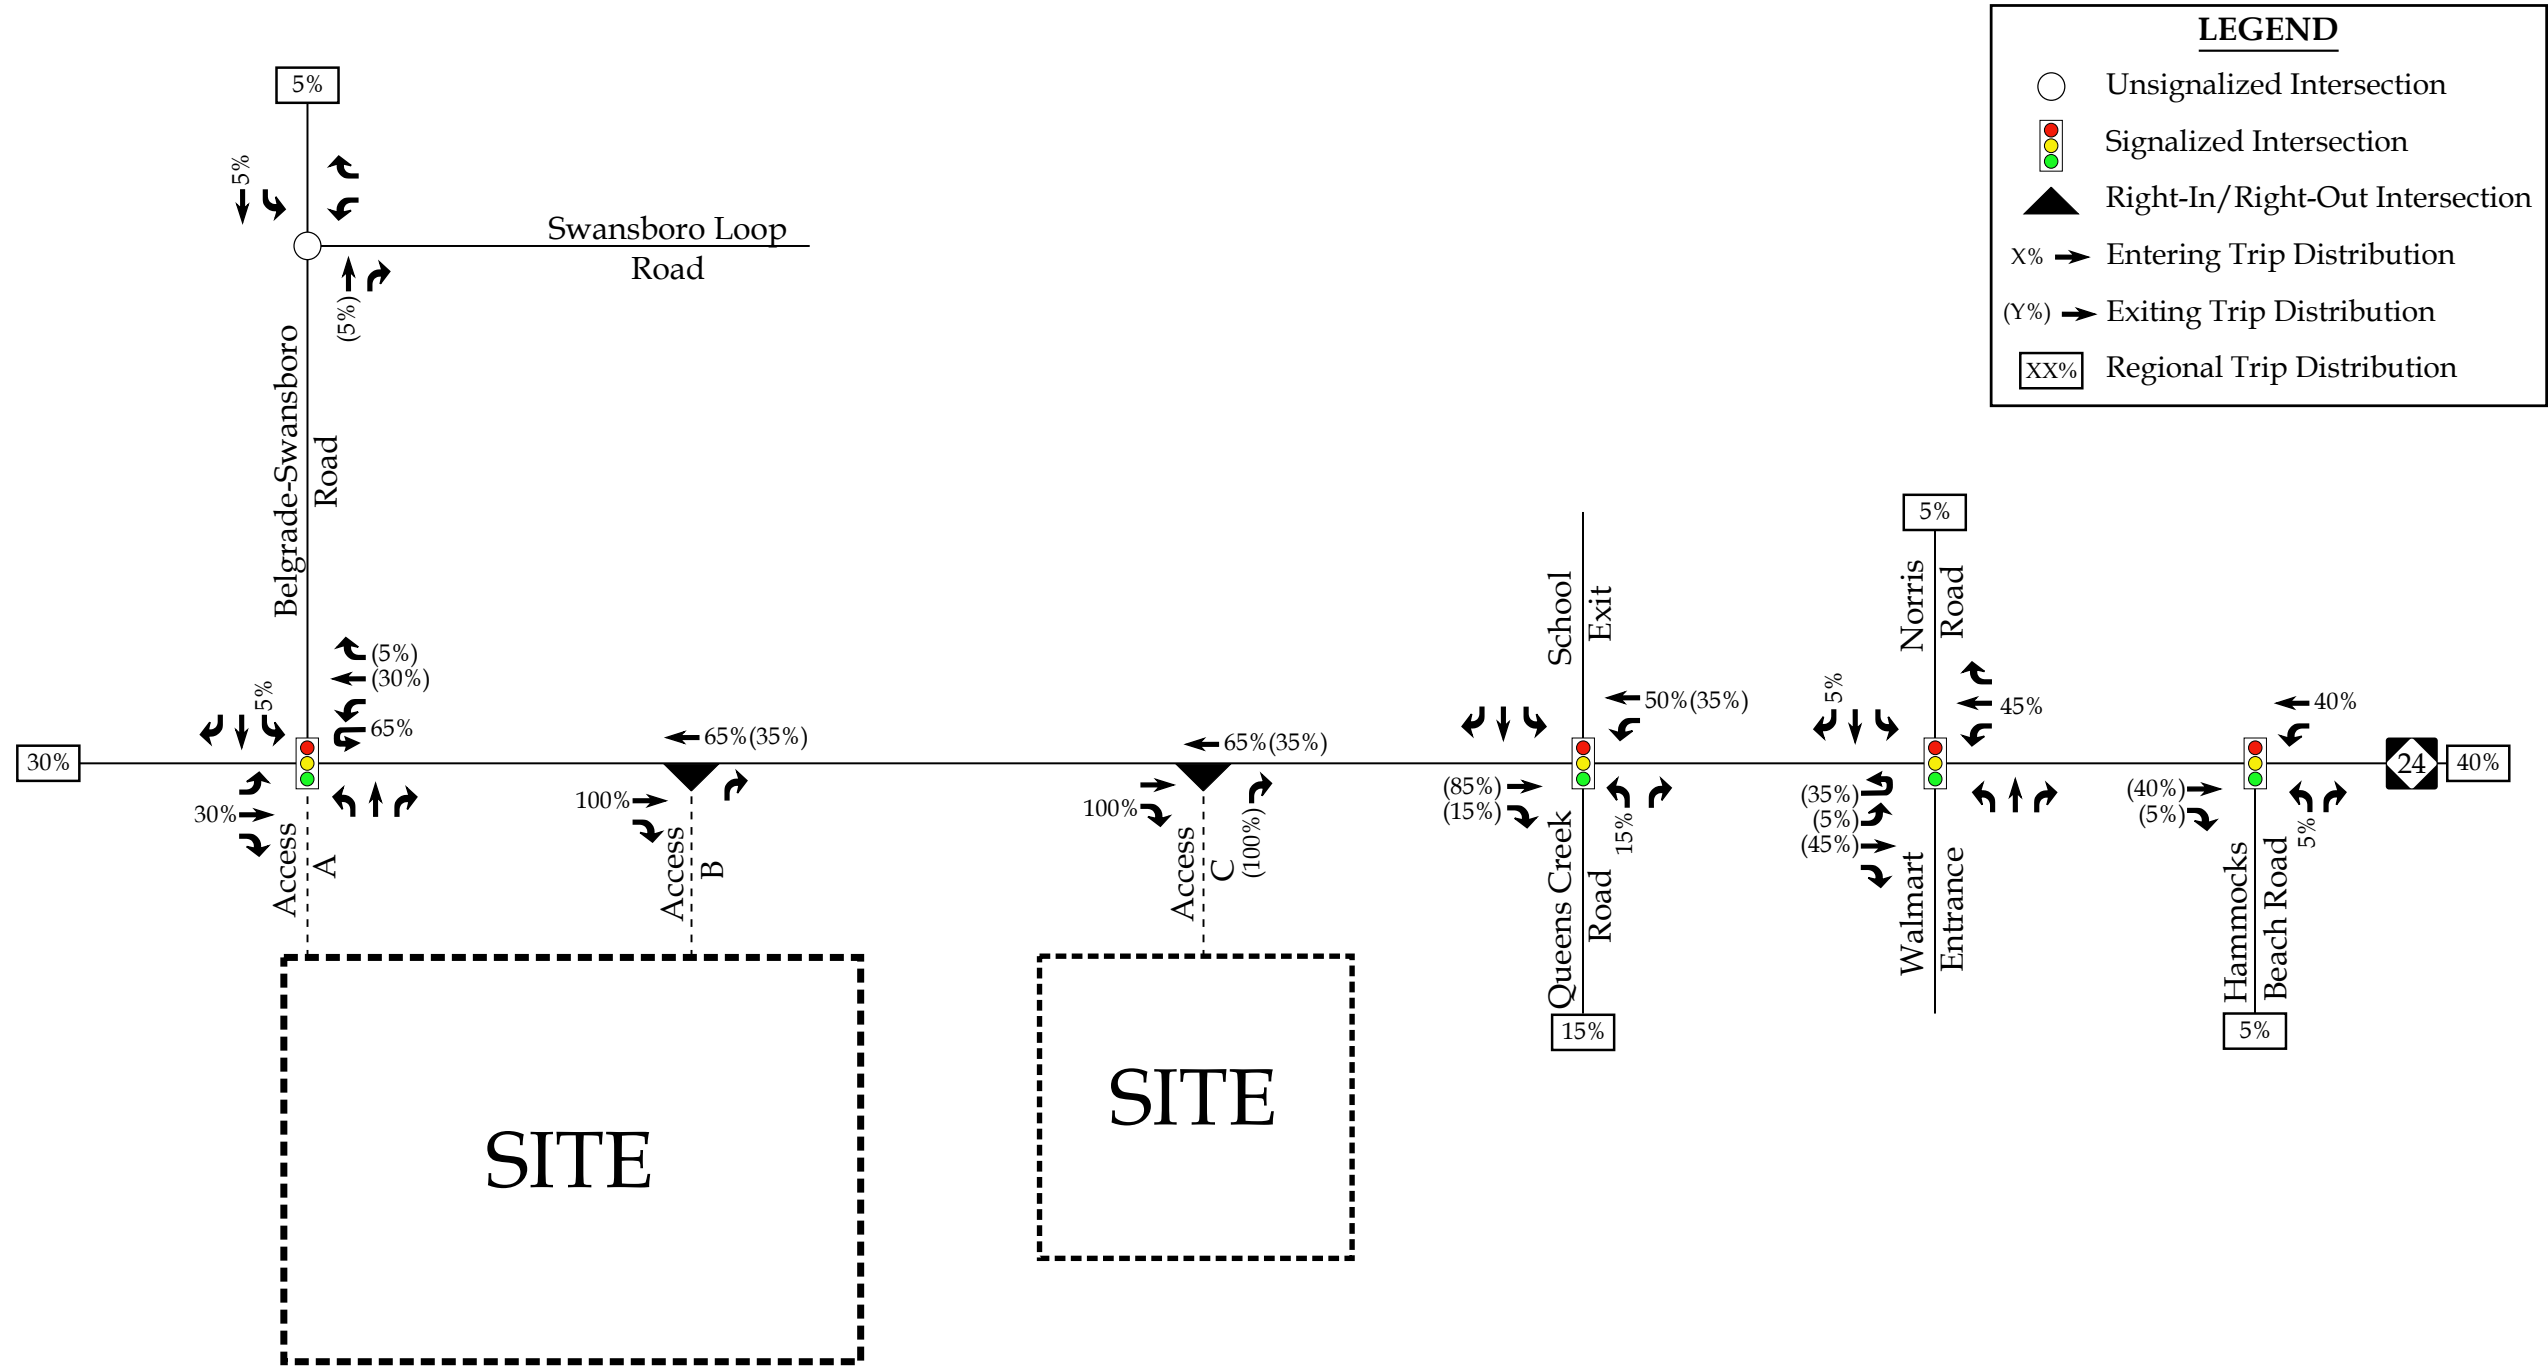 LEGEND
Unsignalized Intersection
Signalized Intersection
Right-In/Right-Out Intersection
X% Entering Trip Distribution
(Y%) Exiting Trip Distribution
XX% Regional Trip Distribution
5%
5%
Swansboro Loop
Road
(5%)
Belgrade-Swansboro
Road
(5%)
(30%)
65%
5%
30%
30%
Access
A
65%(35%)
100%
Access
B
65%(35%)
100%
Access
C
(100%)
School
Exit
50%(35%)
(85%)
(15%)
15%
Queens Creek
Road
15%
5%
Norris
Road
5%
45%
(35%)
(5%)
(45%)
Walmart
Entrance
40%
24
40%
(40%)
(5%)
5%
Hammocks
Beach Road
5%
SITE
SITE